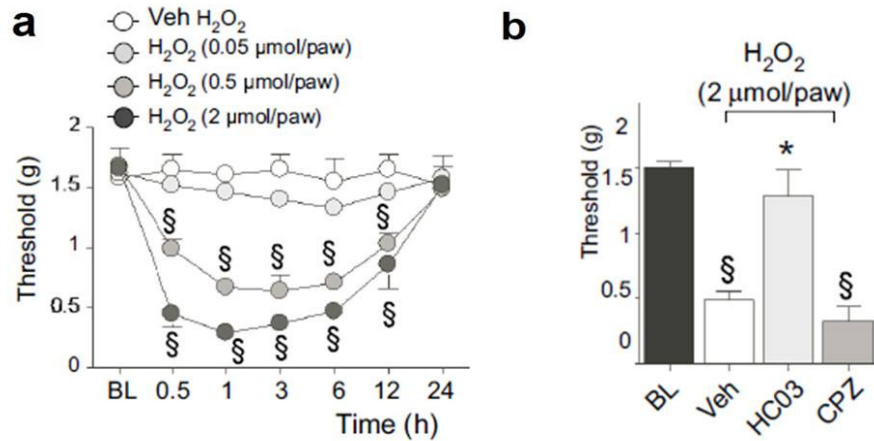 a
Veh H₂O₂
H₂O₂ (0.05 µmol/paw)
H₂O₂ (0.5 µmol/paw)
H₂O₂ (2 µmol/paw)
Threshold (g)
2
1.5
1
0.5
0
§
§
§
§
§
§
§
§
§
§
BL 0.5 1 3 6 12 24
Time (h)
b
H₂O₂
(2 µmol/paw)
Threshold (g)
2
1.5
1
0.5
0
§
*
§
BL
Veh
HC03
CPZ